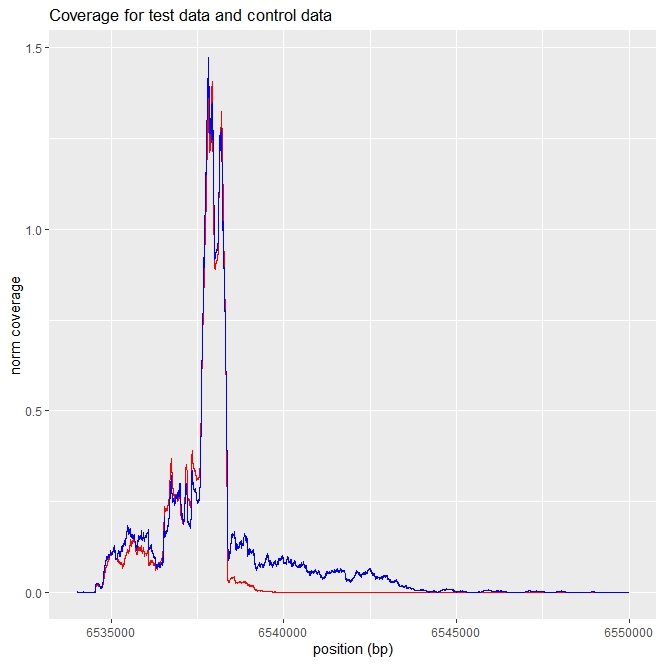 Coverage for test data and control data
1.5
1.0
0.5
0.0
norm coverage
6535000
6540000
6545000
6550000
position (bp)